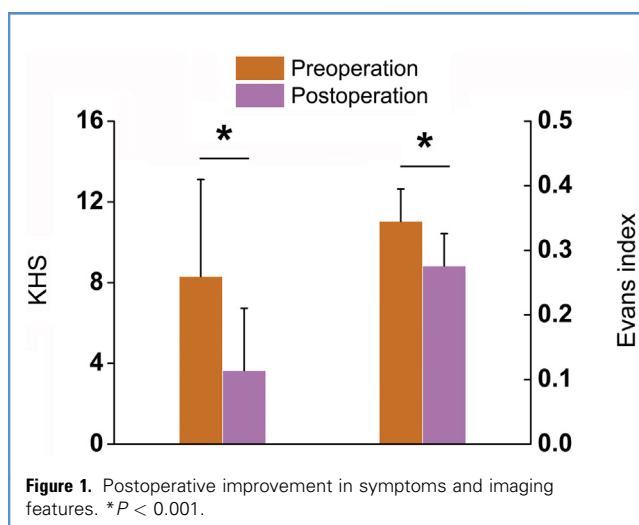 Preoperation
Postoperation
16
12
8
4
0
KHS
*
*
0.5
0.4
0.3
0.2
0.1
0.0
Evans index
Figure 1. Postoperative improvement in symptoms and imaging
features. *P < 0.001.